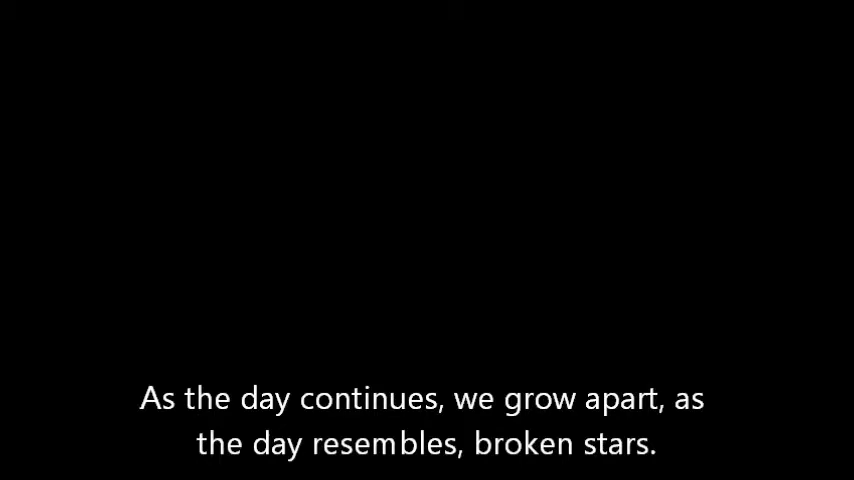 As the day continues, we grow apart, as
the day resembles, broken stars.